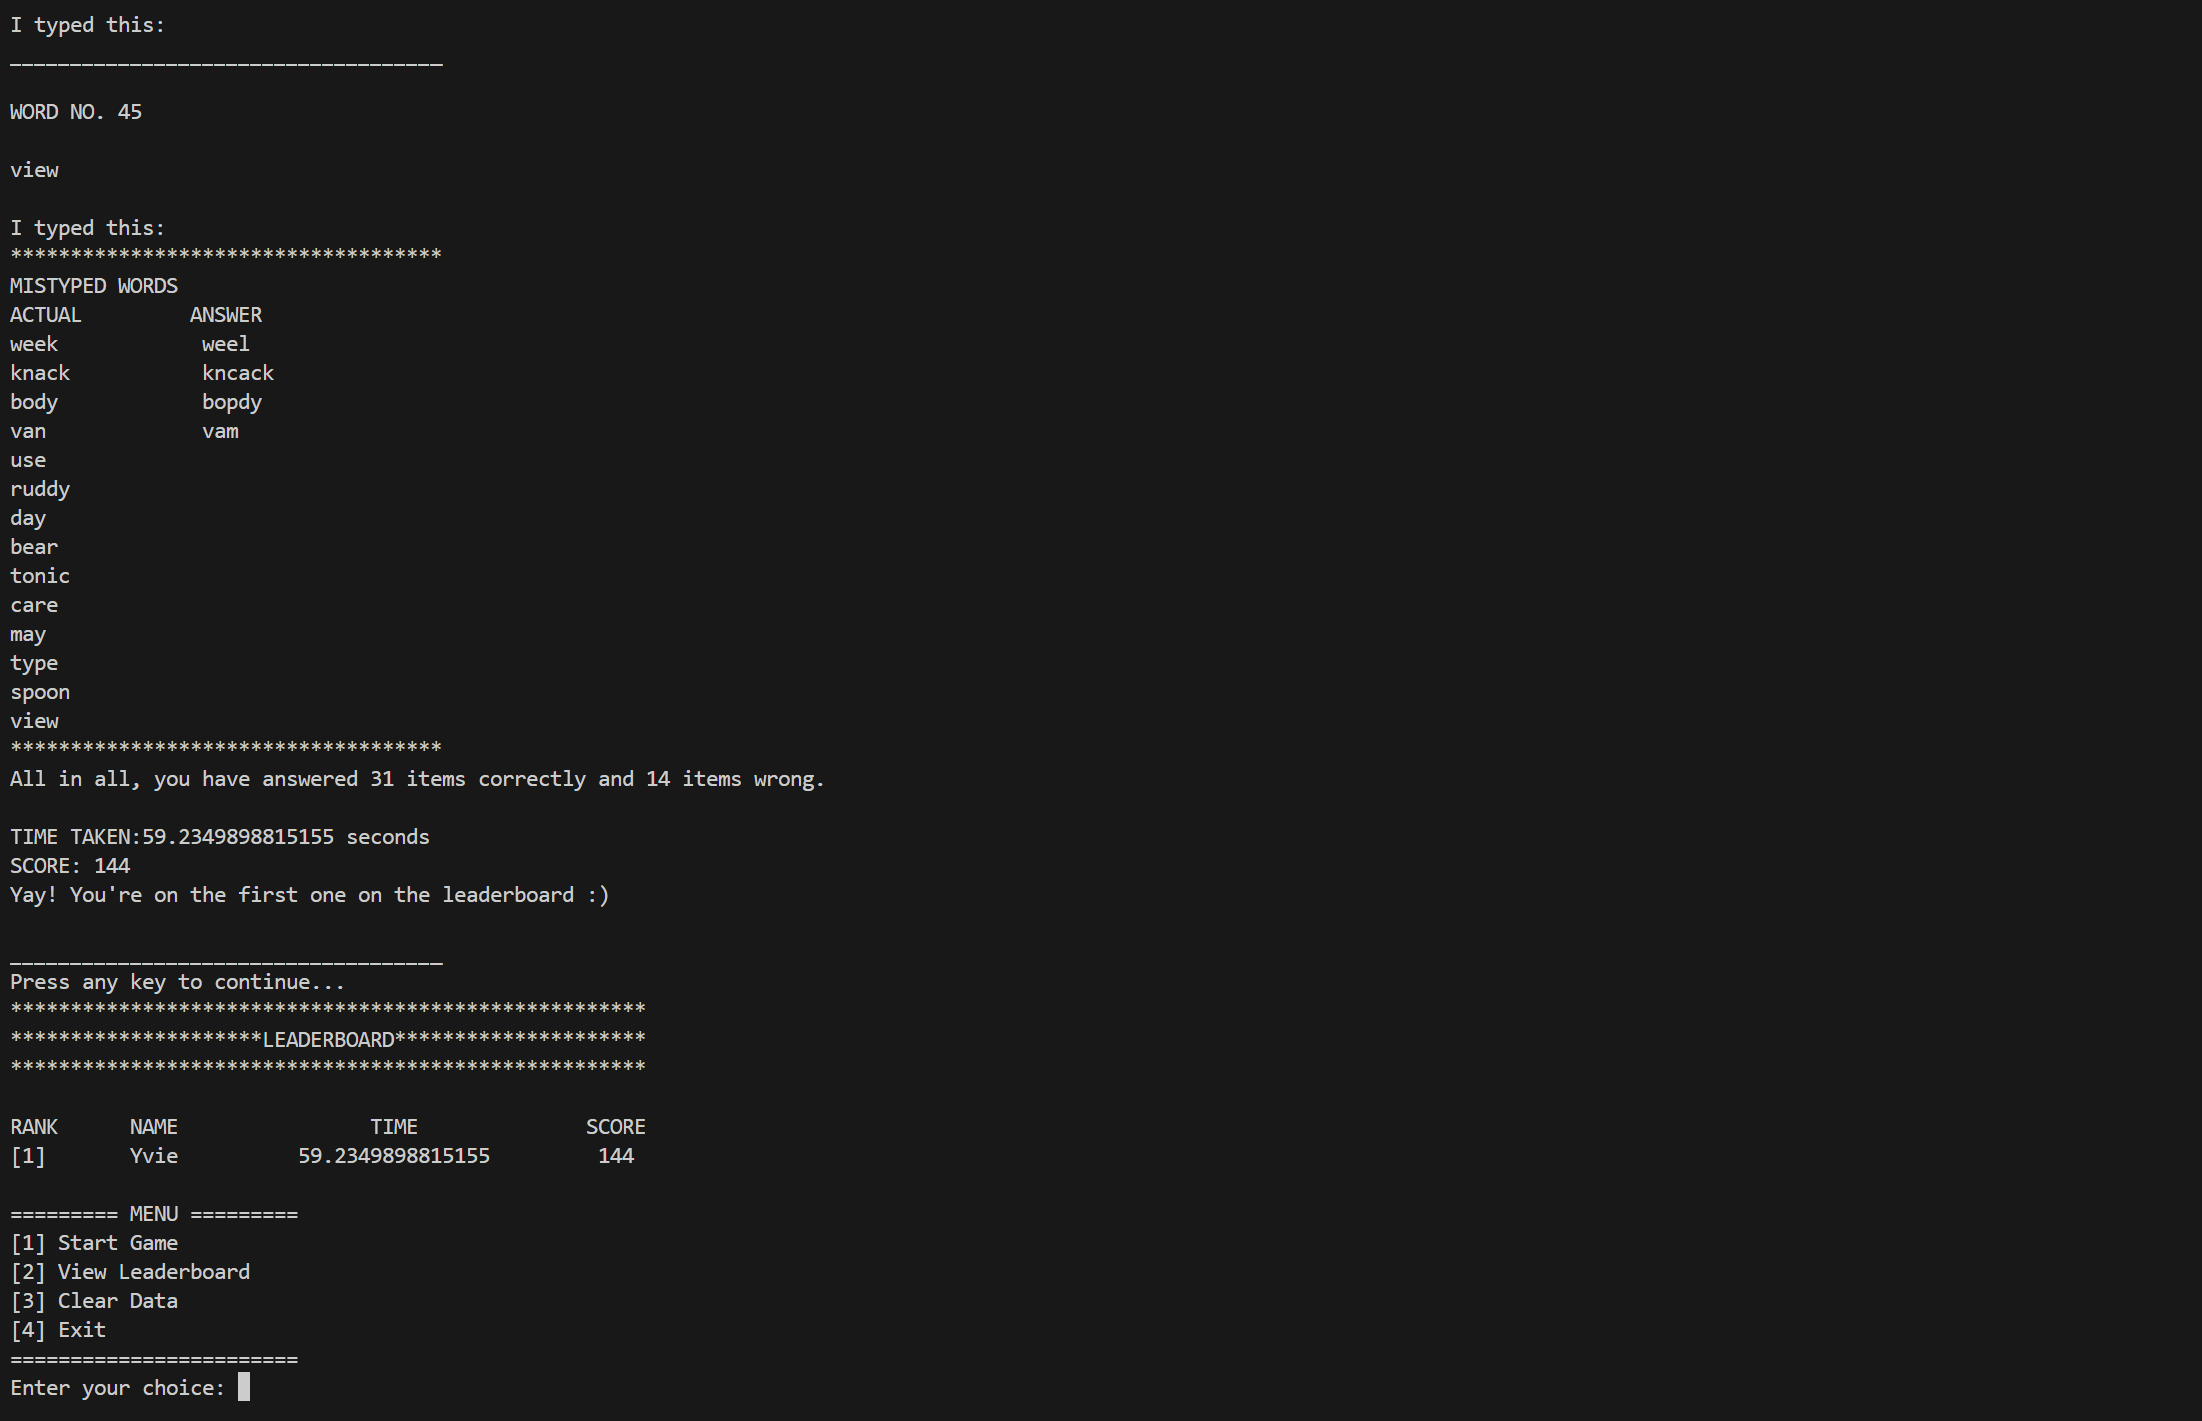 I typed this:
____________________________________
WORD NO. 45
view
I typed this:
************************************
MISTYPED WORDS
ACTUAL         ANSWER
week            weel
knack           kncack
body            bopdy
van             vam
use
ruddy
day
bear
tonic
care
may
type
spoon
view
************************************
All in all, you have answered 31 items correctly and 14 items wrong.
TIME TAKEN:59.2349898815155 seconds
SCORE: 144
Yay! You're on the first one on the leaderboard :)
____________________________________
Press any key to continue...
*****************************************************
*********************LEADERBOARD*********************
*****************************************************
RANK      NAME                TIME              SCORE
[1]       Yvie          59.2349898815155         144
========= MENU =========
[1] Start Game
[2] View Leaderboard
[3] Clear Data
[4] Exit
========================
Enter your choice: